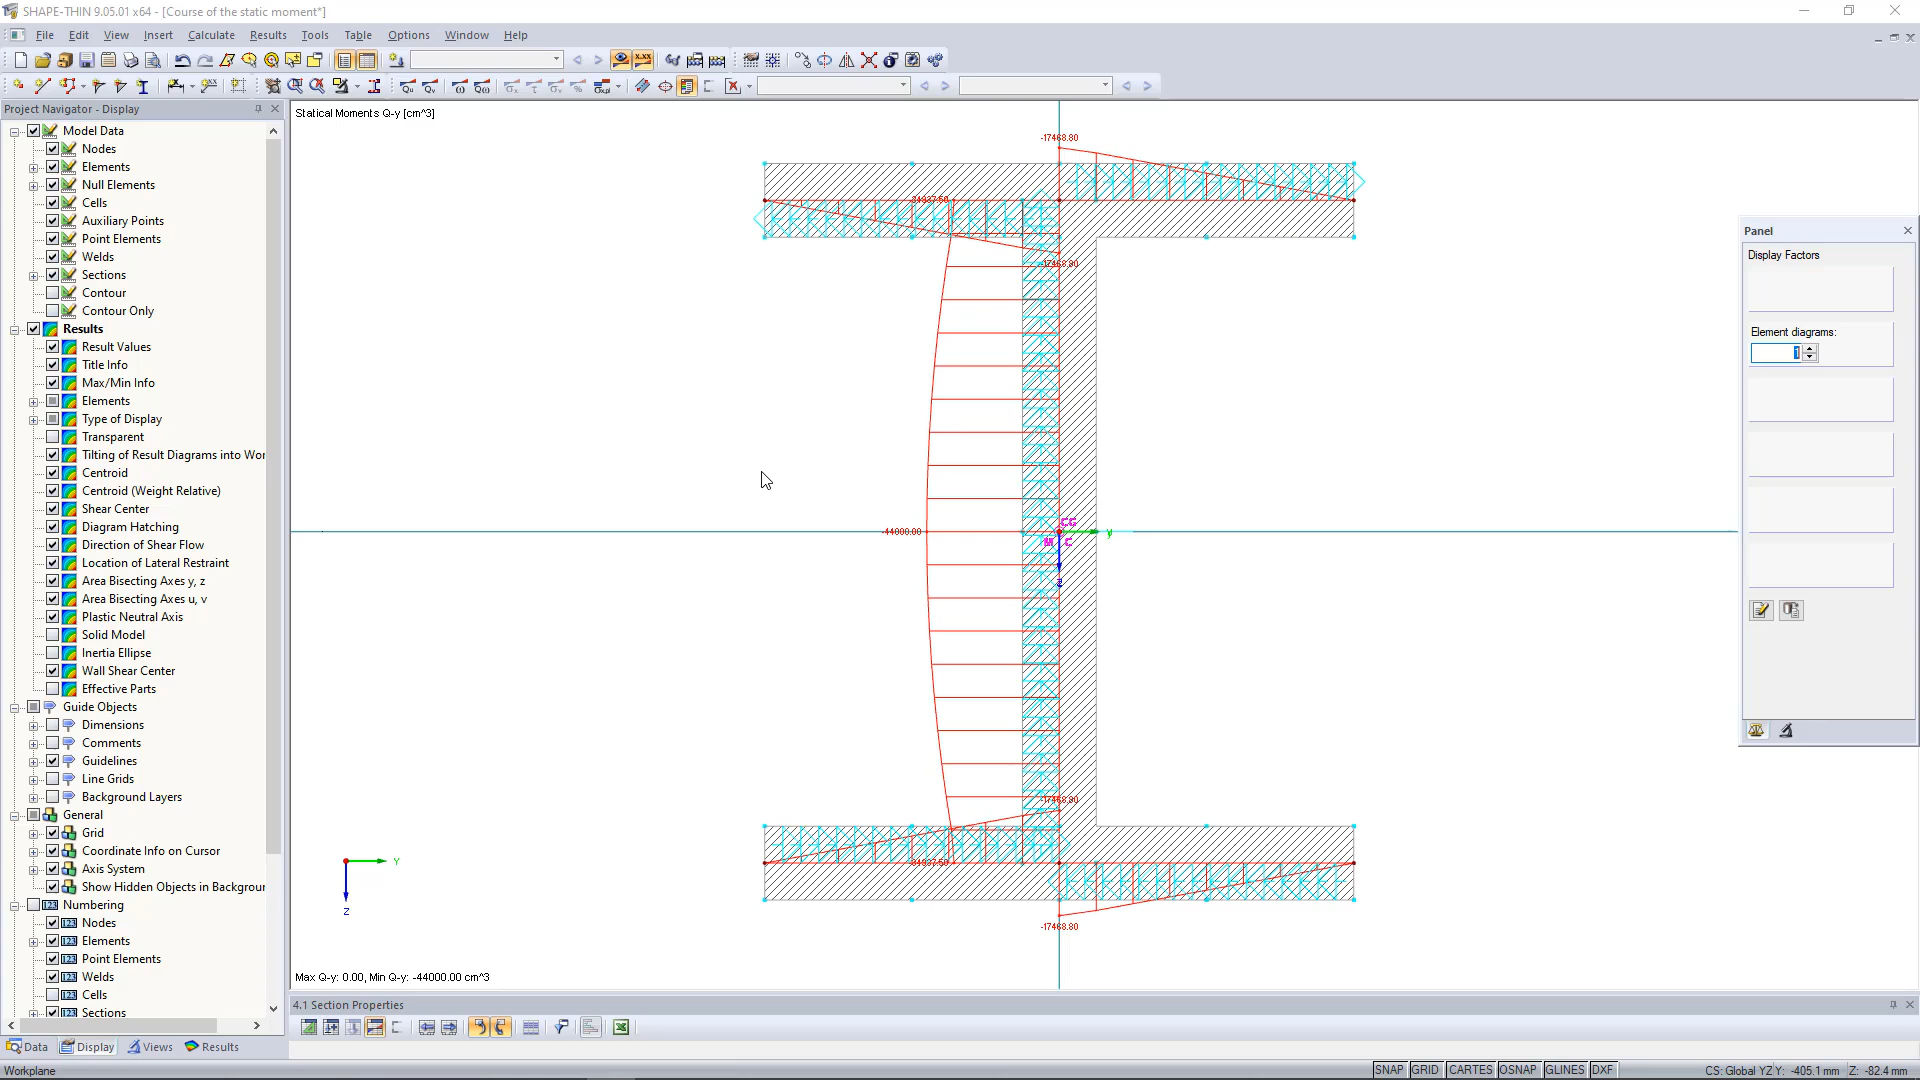 SHAPE-THIN 9.05.01 x64 - [Course of the static moment*]
File Edit View Insert Calculate Results Tools Table Options Window Help
Project Navigator - Display
Model Data
Nodes
Elements
Null Elements
Cells
Auxiliary Points
Point Elements
Welds
Sections
Contour
Contour Only
Results
Result Values
Title Info
Max/Min Info
Elements
Type of Display
Transparent
Tilting of Result Diagrams into Wor
Centroid
Centroid (Weight Relative)
Shear Center
Diagram Hatching
Direction of Shear Flow
Location of Lateral Restraint
Area Bisecting Axes y, z
Area Bisecting Axes u, v
Plastic Neutral Axis
Solid Model
Inertia Ellipse
Wall Shear Center
Effective Parts
Guide Objects
Dimensions
Comments
Guidelines
Line Grids
Background Layers
General
Grid
Coordinate Info on Cursor
Axis System
Show Hidden Objects in Backgrour
Numbering
Nodes
Elements
Point Elements
Welds
Cells
Sections
Data Display Views Results
Statical Moments Q-y [cm^3]
-17468.80
-34937.50
-17468.80
-44000.00
CG
y
M C
z
-17468.80
-34937.50
-17468.80
Y
Z
Max Q-y: 0.00, Min Q-y: -44000.00 cm^3
Panel
Display Factors
Element diagrams:
1
4.1 Section Properties
Workplane
SNAP GRID CARTES OSNAP GLINES DXF CS: Global YZ Y: -405.1 mm Z: -82.4 mm